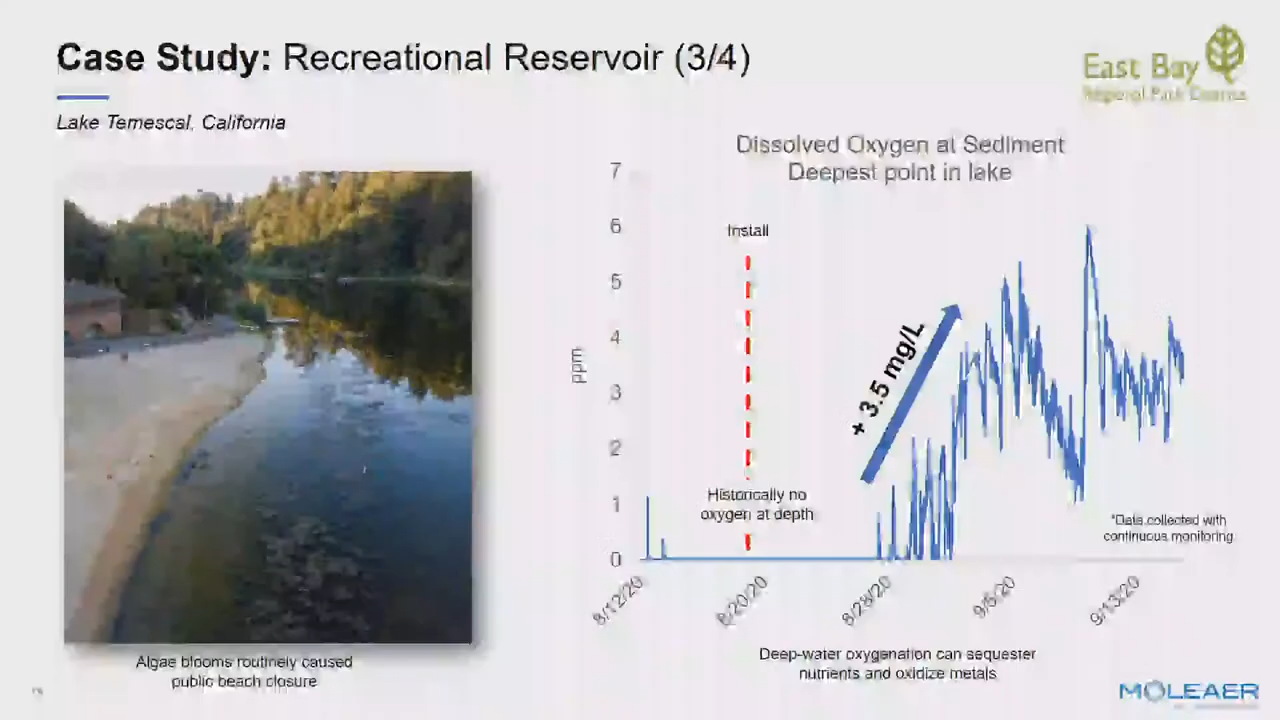 Case Study: Recreational Reservoir (3/4)
East Bay
Regional Park District
Lake Temescal, California
Dissolved Oxygen at Sediment
Deepest point in lake
7
6
5
4
3
2
1
0
ppm
Install
+ 3.5 mg/L
Historically no
oxygen at depth
*Data collected with
continuous monitoring
8/12/20
8/20/20
8/28/20
9/5/20
9/13/20
Algae blooms routinely caused
public beach closure
Deep-water oxygenation can sequester
nutrients and oxidize metals
MOLEAER